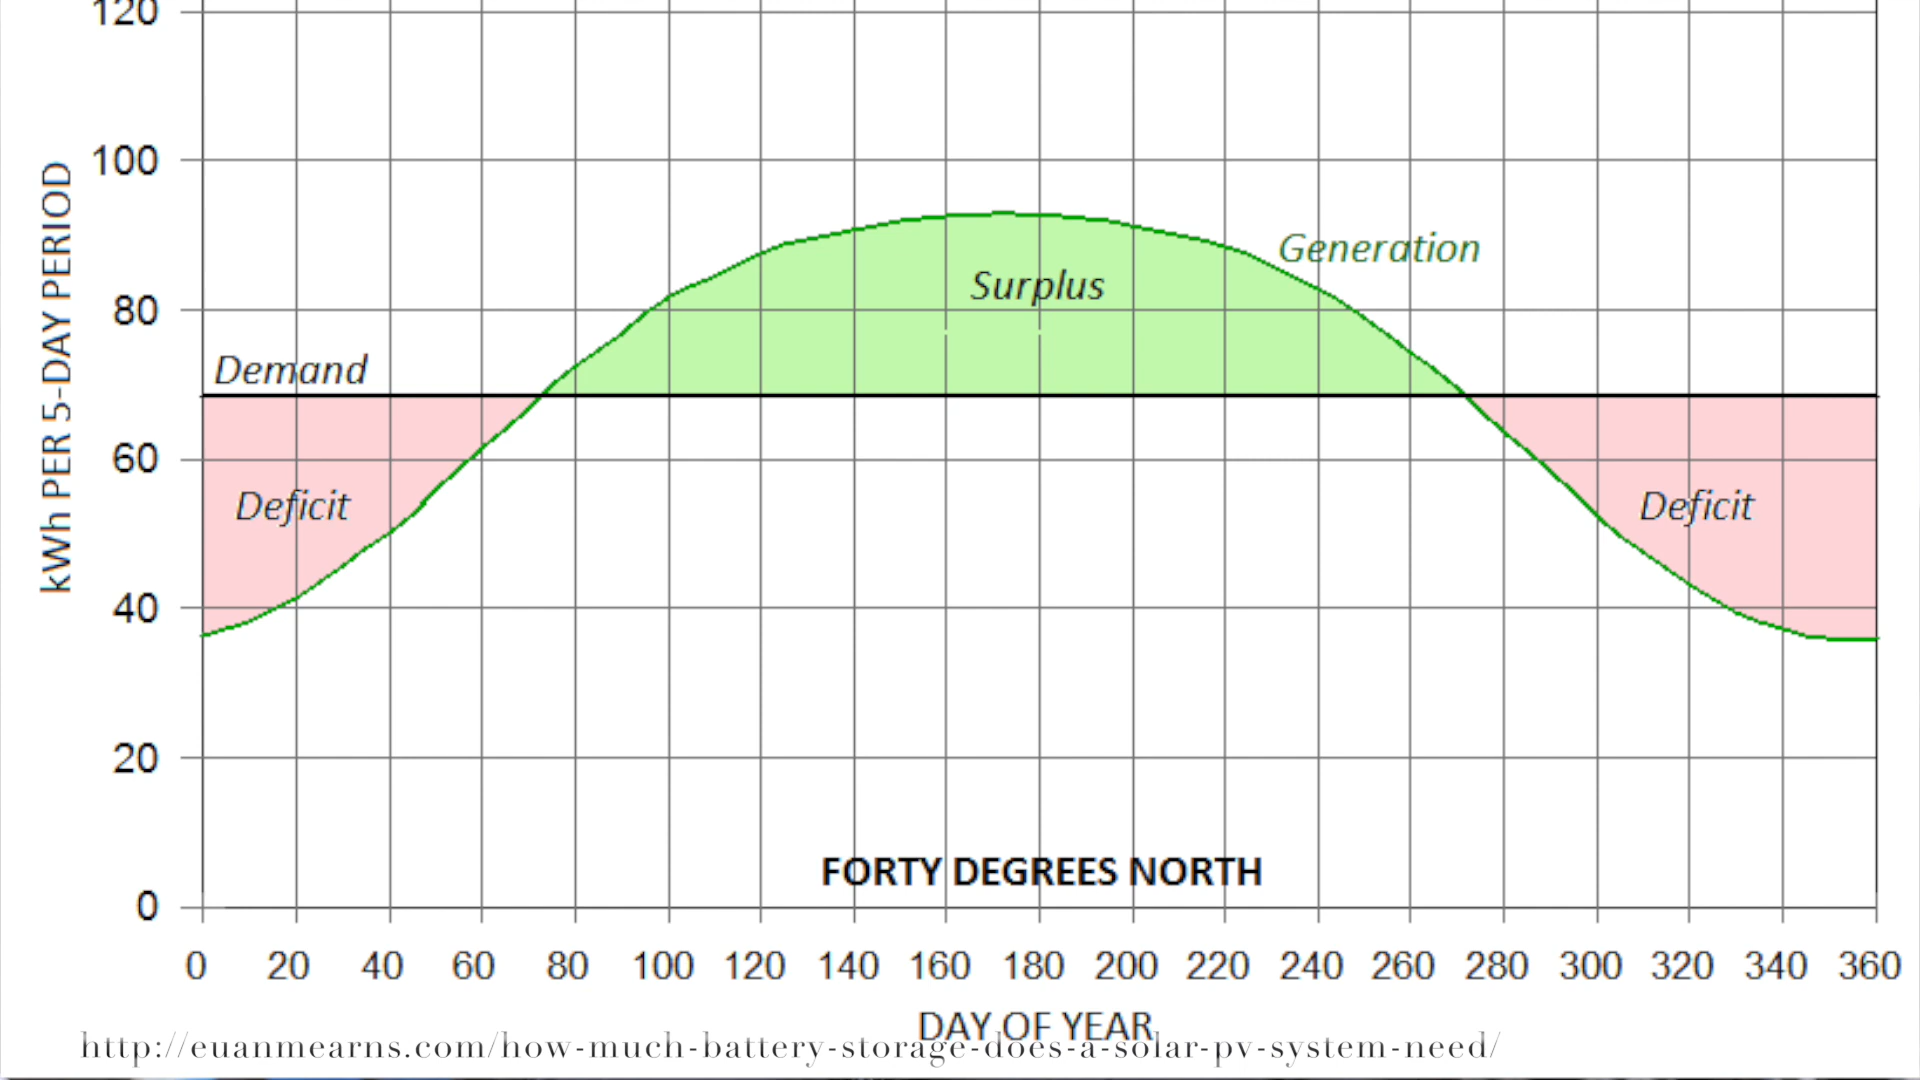 120
100
80
60
40
20
0
kWh PER 5-DAY PERIOD
Generation
Surplus
Demand
Deficit
Deficit
FORTY DEGREES NORTH
0 20 40 60 80 100 120 140 160 180 200 220 240 260 280 300 320 340 360
DAY OF YEAR
http://euanmearns.com/how-much-battery-storage-does-a-solar-pv-system-need/